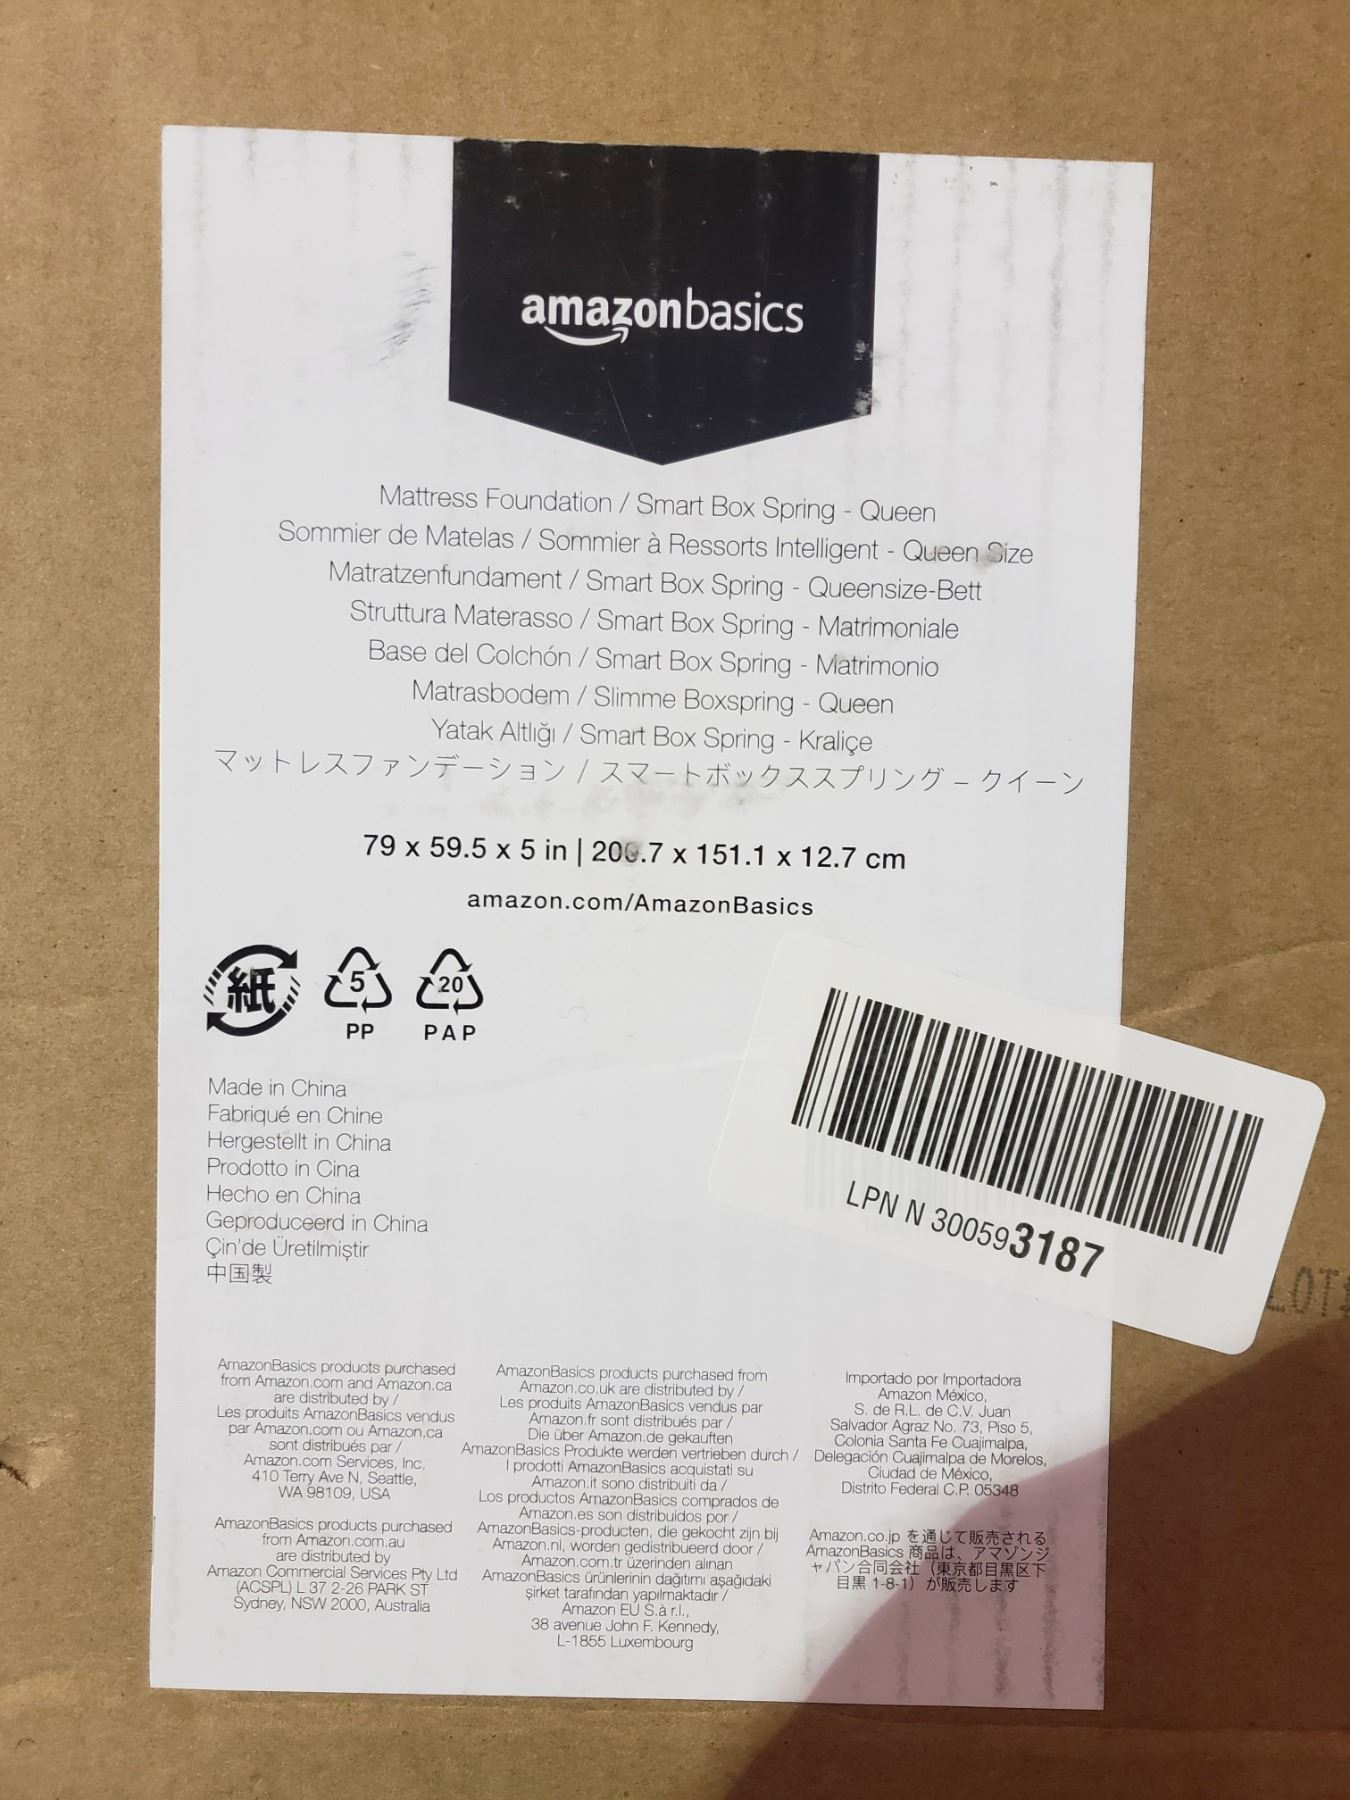 amazonbasics
Mattress Foundation / Smart Box Spring - Queen
Sommier de Matelas / Sommier à Ressorts Intelligent - Queen Size
Matratzenfundament / Smart Box Spring - Queensize-Bett
Struttura Materasso / Smart Box Spring - Matrimoniale
Base del Colchón / Smart Box Spring - Matrimonio
Matrasbodem / Slimme Boxspring - Queen
Yatak Altlığı / Smart Box Spring - Kraliçe
マットレスファンデーション / スマートボックススプリング – クイーン
79 x 59.5 x 5 in | 200.7 x 151.1 x 12.7 cm
amazon.com/AmazonBasics
紙
5
PP
20
PAP
Made in China
Fabriqué en Chine
Hergestellt in China
Prodotto in Cina
Hecho en China
Geproduceerd in China
Çin'de Üretilmiştir
中国製
LPN N 300593187
AmazonBasics products purchased
from Amazon.com and Amazon.ca
are distributed by /
Les produits AmazonBasics vendus
par Amazon.com ou Amazon.ca
sont distribués par /
Amazon.com Services, Inc.
410 Terry Ave N, Seattle,
WA 98109, USA
AmazonBasics products purchased
from Amazon.com.au
are distributed by
Amazon Commercial Services Pty Ltd
(ACSPL) L 37 2-26 PARK ST
Sydney, NSW 2000, Australia
AmazonBasics products purchased from
Amazon.co.uk are distributed by /
Les produits AmazonBasics vendus par
Amazon.fr sont distribués par /
Die über Amazon.de gekauften
AmazonBasics Produkte werden vertrieben durch /
I prodotti AmazonBasics acquistati su
Amazon.it sono distribuiti da /
Los productos AmazonBasics comprados de
Amazon.es son distribuidos por /
AmazonBasics-producten, die gekocht zijn bij
Amazon.nl, worden gedistribueerd door /
Amazon.com.tr üzerinden alınan
AmazonBasics ürünlerinin dağıtımı aşağıdaki
şirket tarafından yapılmaktadır /
Amazon EU S.à r.l.,
38 avenue John F. Kennedy,
L-1855 Luxembourg
Importado por Importadora
Amazon México,
S. de R.L. de C.V. Juan
Salvador Agraz No. 73, Piso 5,
Colonia Santa Fe Cuajimalpa,
Delegación Cuajimalpa de Morelos,
Ciudad de México,
Distrito Federal C.P. 05348
Amazon.co.jp を通じて販売される
AmazonBasics 商品は、アマゾンジ
ャパン合同会社（東京都目黒区下
目黒 1-8-1）が販売します